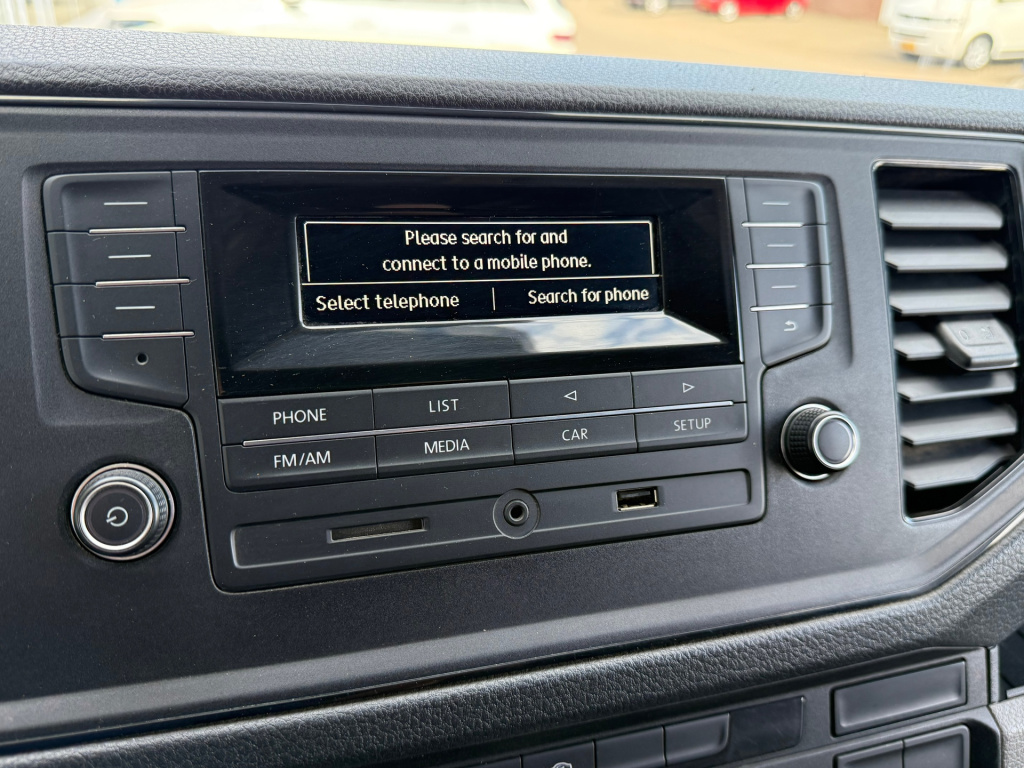 Please search for and
connect to a mobile phone.
Select telephone | Search for phone
PHONE LIST
FM/AM MEDIA CAR SETUP